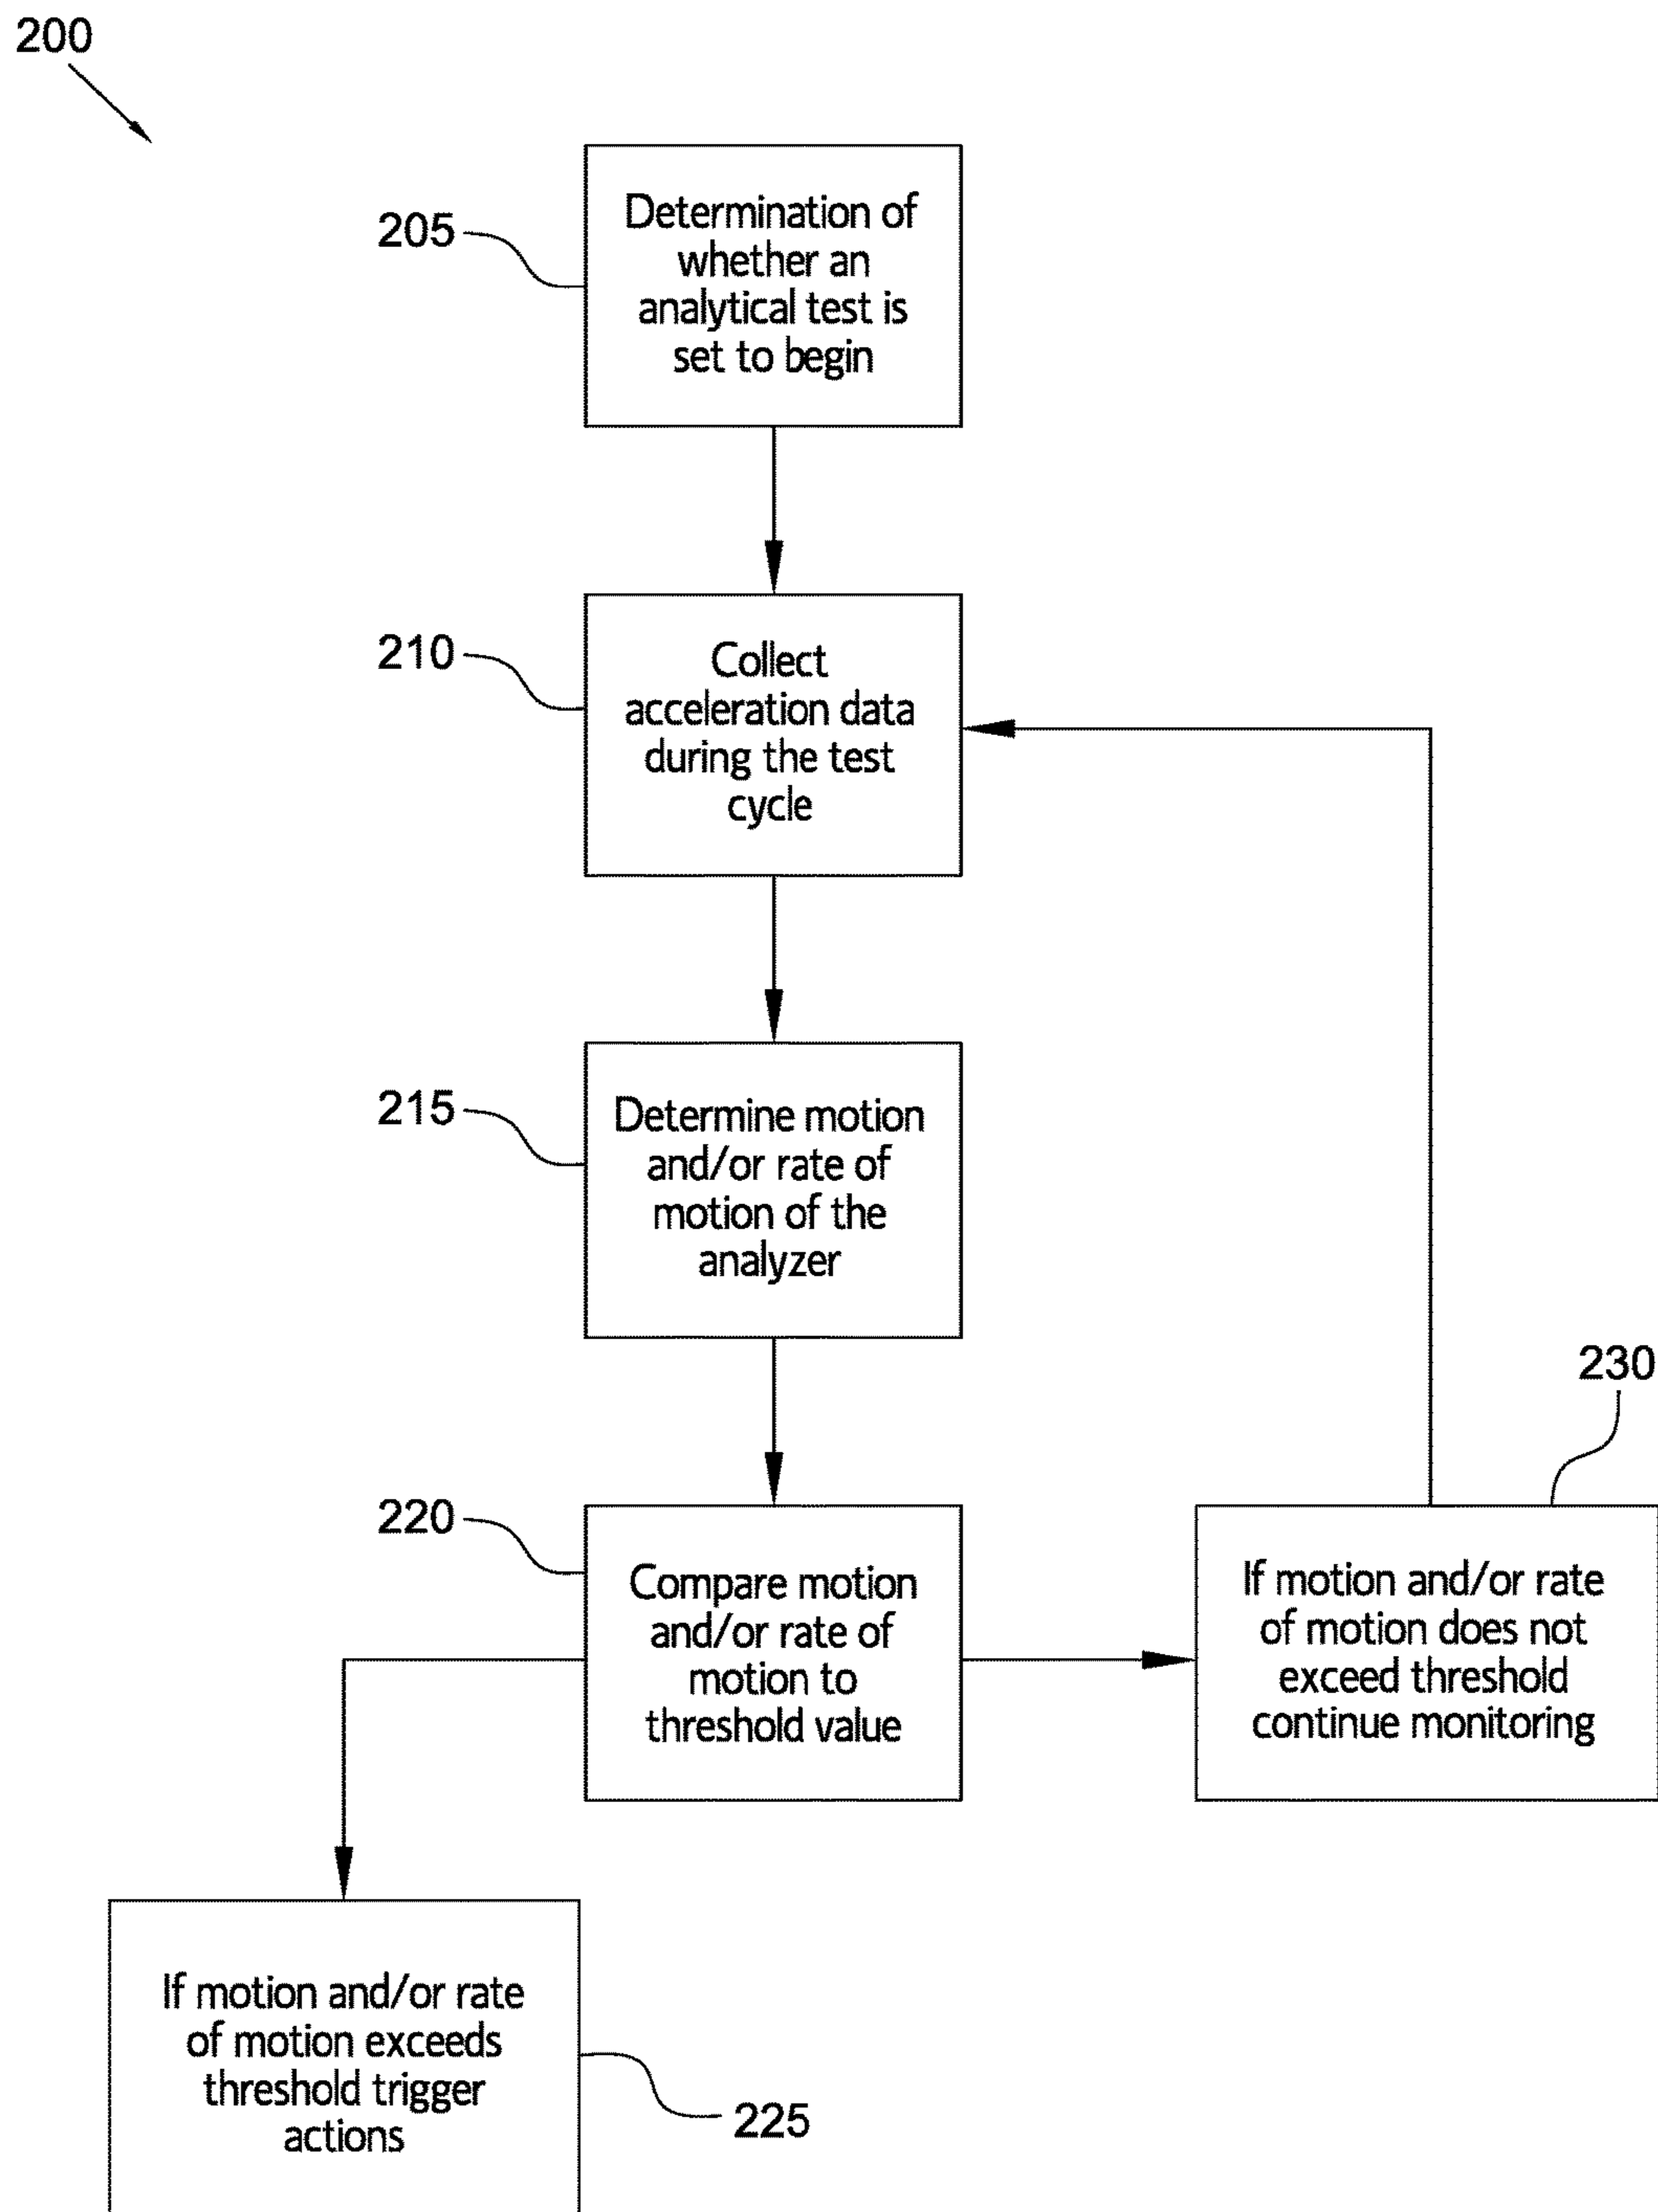 200
205
Determination of
whether an
analytical test is
set to begin
210
Collect
acceleration data
during the test
cycle
215
Determine motion
and/or rate of
motion of the
analyzer
220
Compare motion
and/or rate of
motion to
threshold value
230
If motion and/or rate
of motion does not
exceed threshold
continue monitoring
If motion and/or rate
of motion exceeds
threshold trigger
actions
225